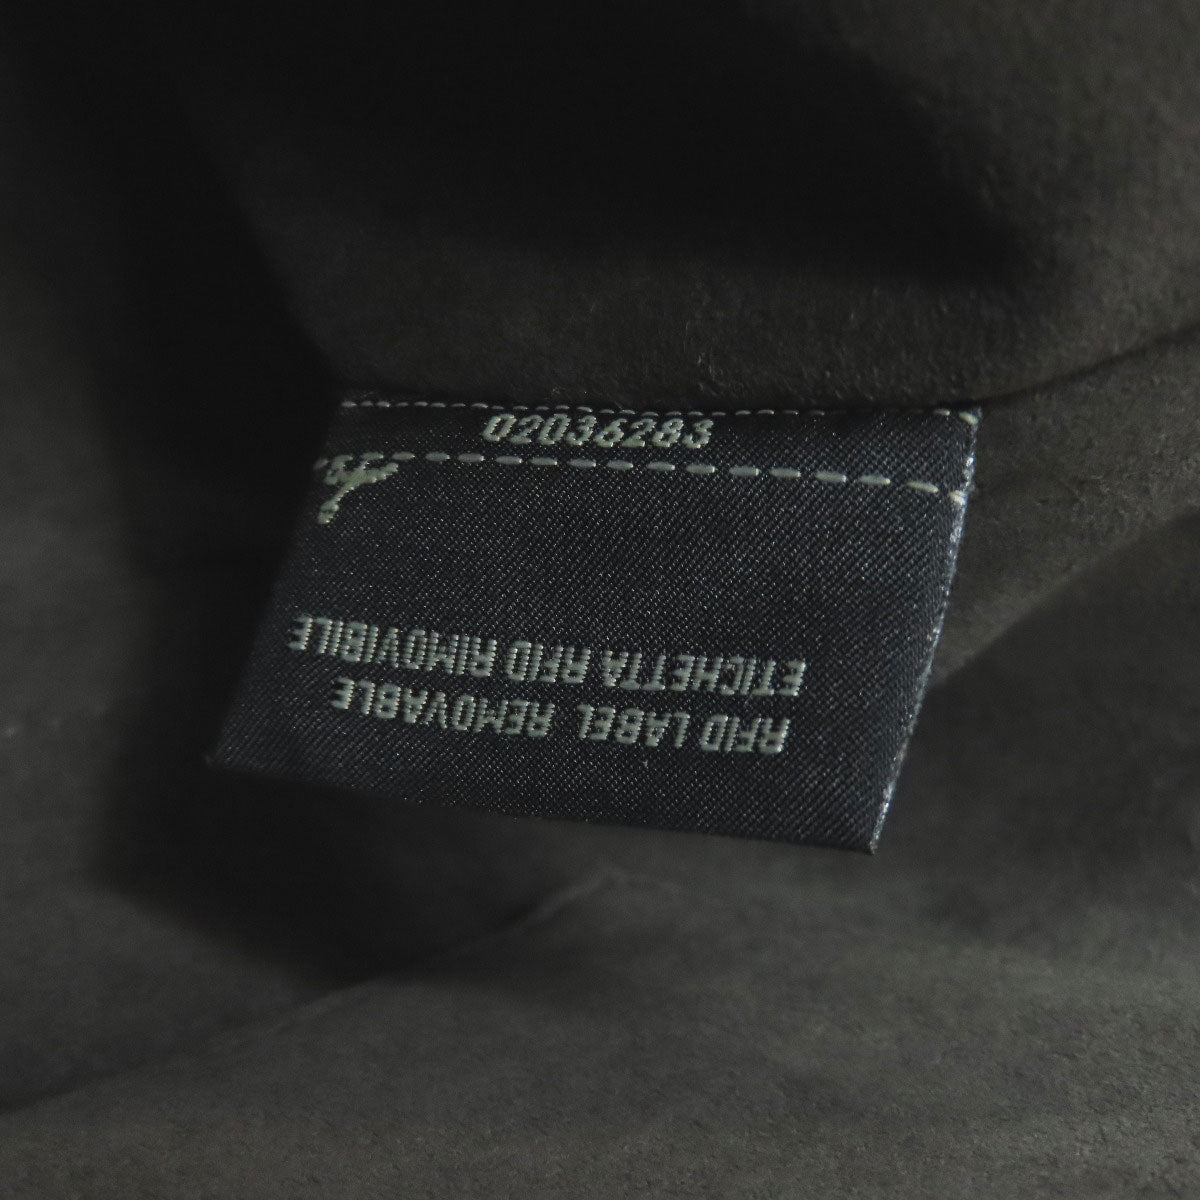 02036283
RFID LABEL REMOVABLE
ETICHETTA RFID RIMOVIBILE